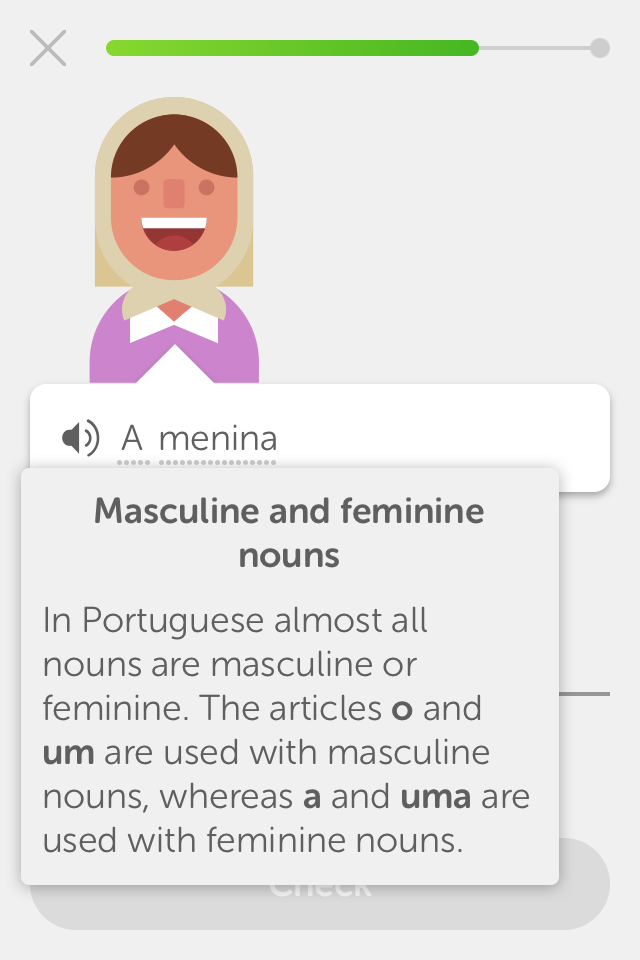 A menina
Masculine and feminine
nouns
In Portuguese almost all
nouns are masculine or
feminine. The articles o and
um are used with masculine
nouns, whereas a and uma are
used with feminine nouns.
Check